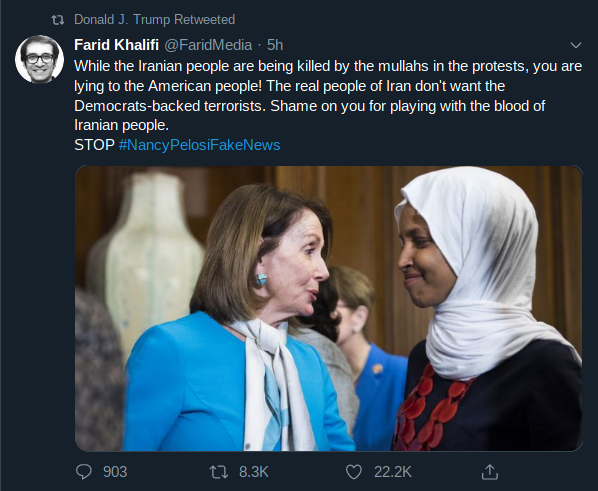 Donald J. Trump Retweeted
Farid Khalifi @FaridMedia · 5h
While the Iranian people are being killed by the mullahs in the protests, you are
lying to the American people! The real people of Iran don't want the
Democrats-backed terrorists. Shame on you for playing with the blood of
Iranian people.
STOP #NancyPelosiFakeNews
903 8.3K 22.2K